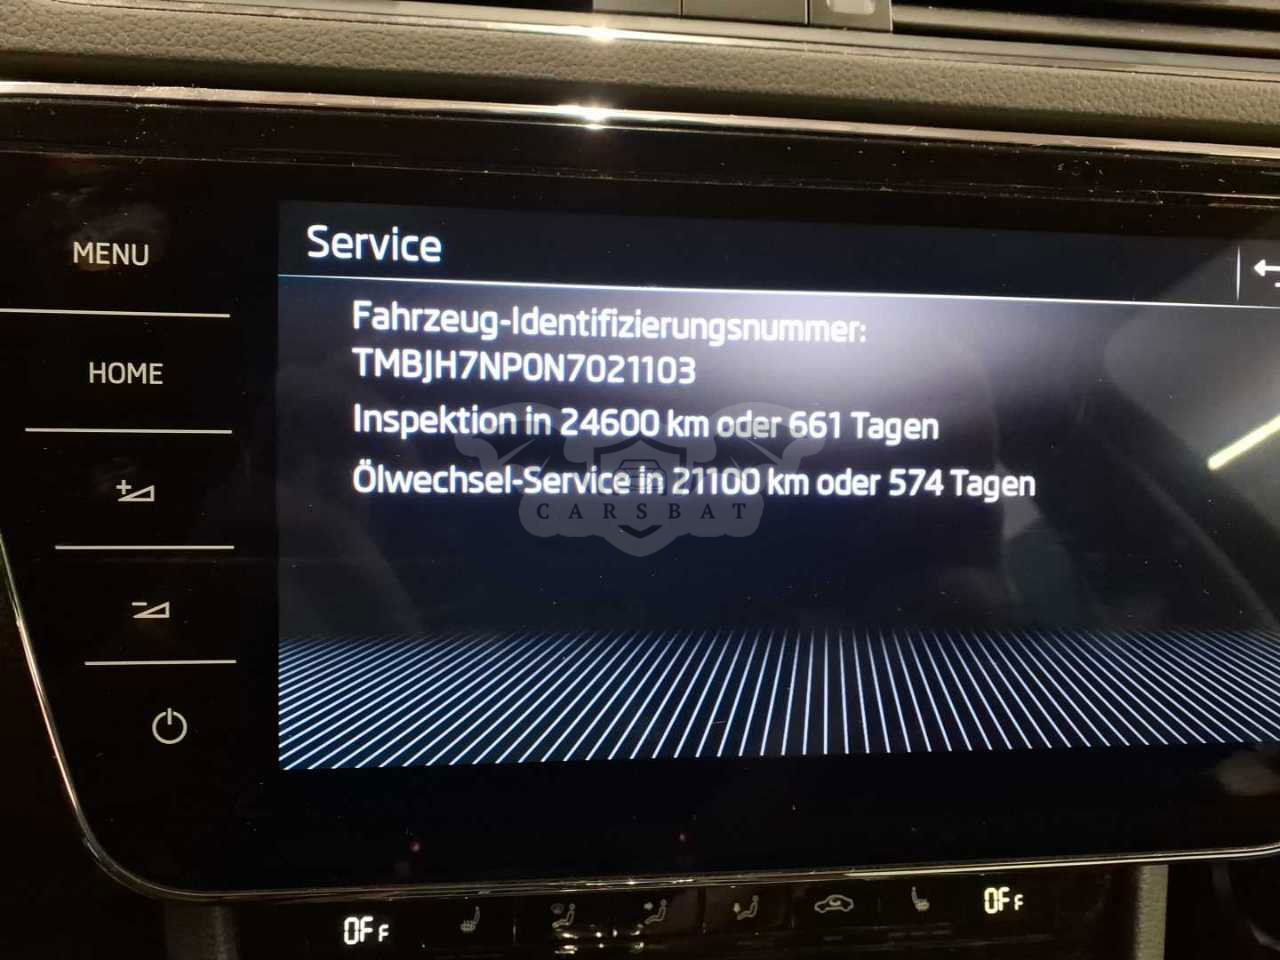 Service
MENU
Fahrzeug-Identifizierungsnummer:
TMBJH7NP0N7021103
HOME
Inspektion in 24600 km oder 661 Tagen
Ölwechsel-Service in 21100 km oder 574 Tagen
CARSBAT
OFF
OFF